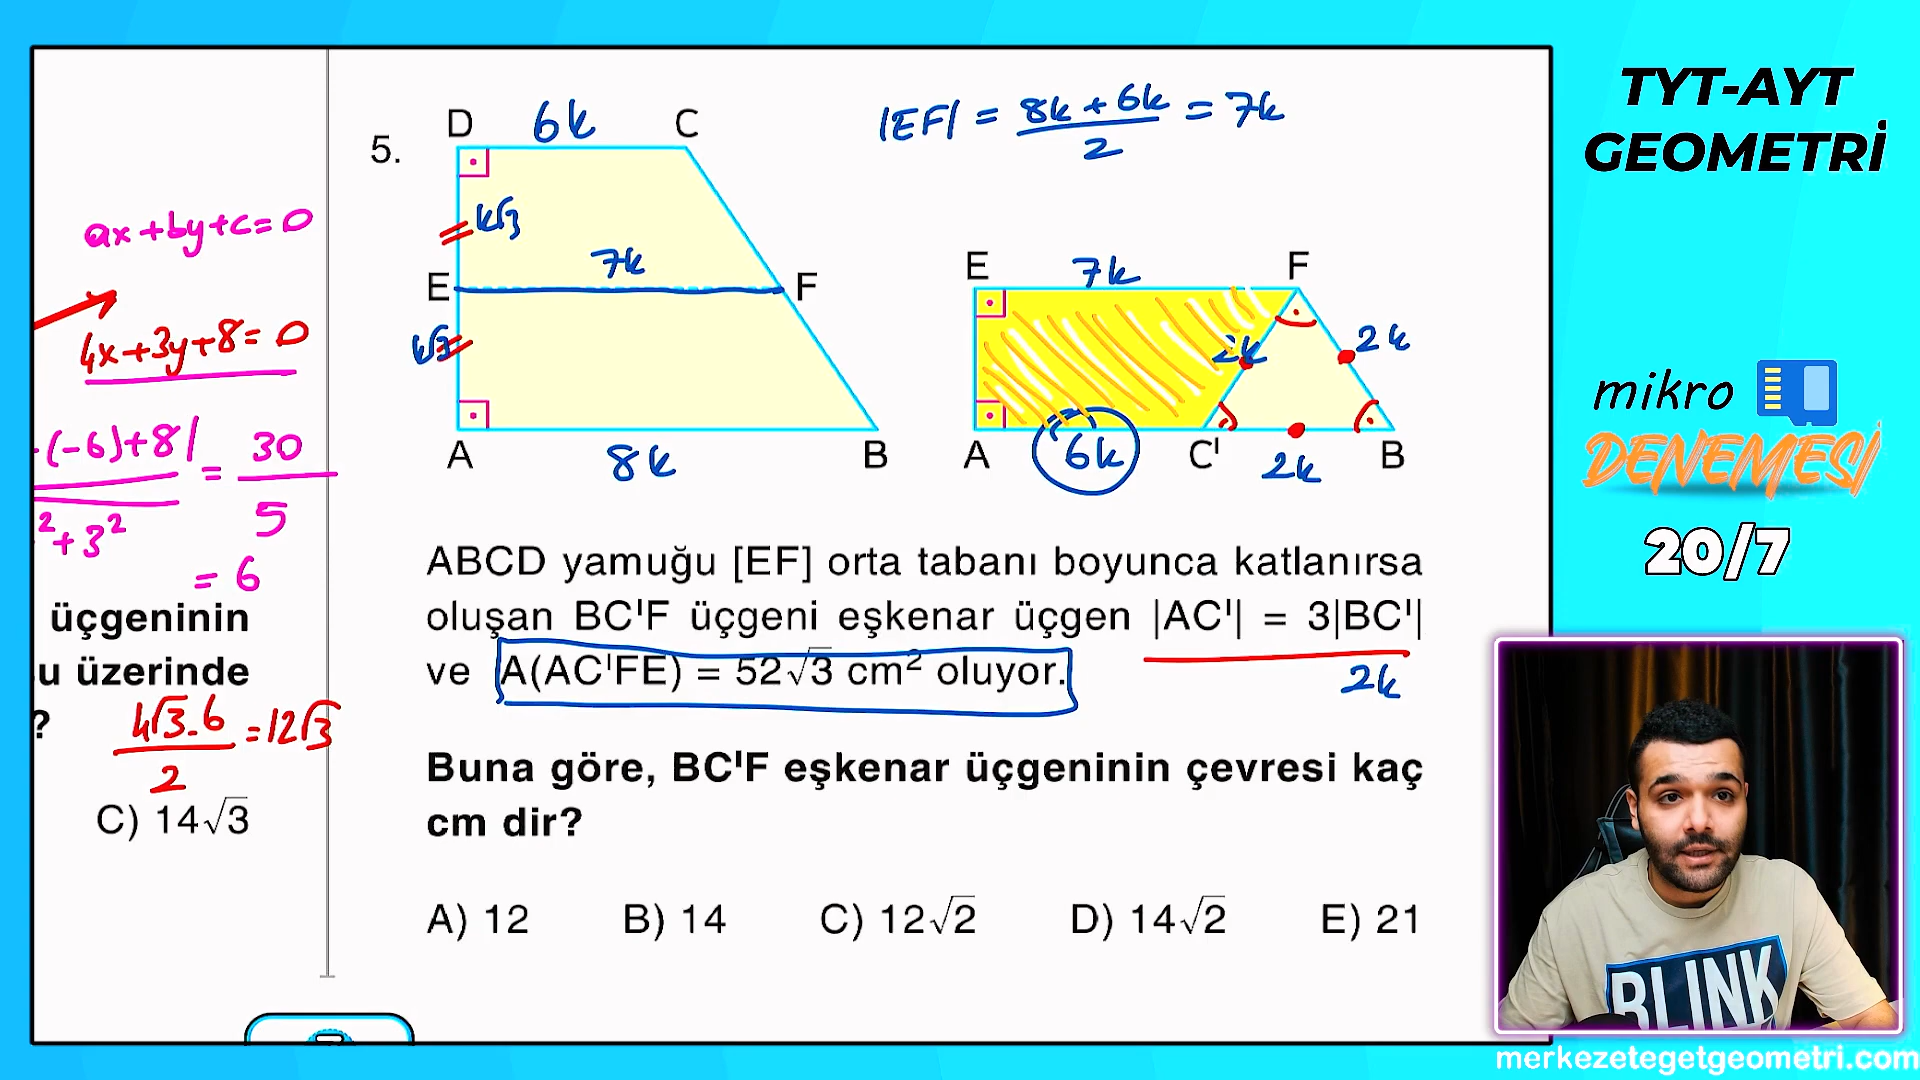 ax+by+c=0
4x+3y+8=0
·(-6)+8| = 30
²+3² 5
= 6
üçgeninin
u üzerinde
?
4√3.6 = 12√3
2
C) 14√3
5.
D 6k C
k√3
E 7k F
k√3
A 8k B
|EF| = 8k+6k = 7k
2
E 7k F
2k 2k
A 6k C' 2k B
ABCD yamuğu [EF] orta tabanı boyunca katlanırsa
oluşan BC'F üçgeni eşkenar üçgen |AC'| = 3|BC'|
ve A(AC'FE) = 52√3 cm² oluyor.
2k
Buna göre, BC'F eşkenar üçgeninin çevresi kaç
cm dir?
A) 12 B) 14 C) 12√2 D) 14√2 E) 21
TYT-AYT
GEOMETRİ
mikro
DENEMESİ
20/7
BLINK
merkezetegetgeometri.com